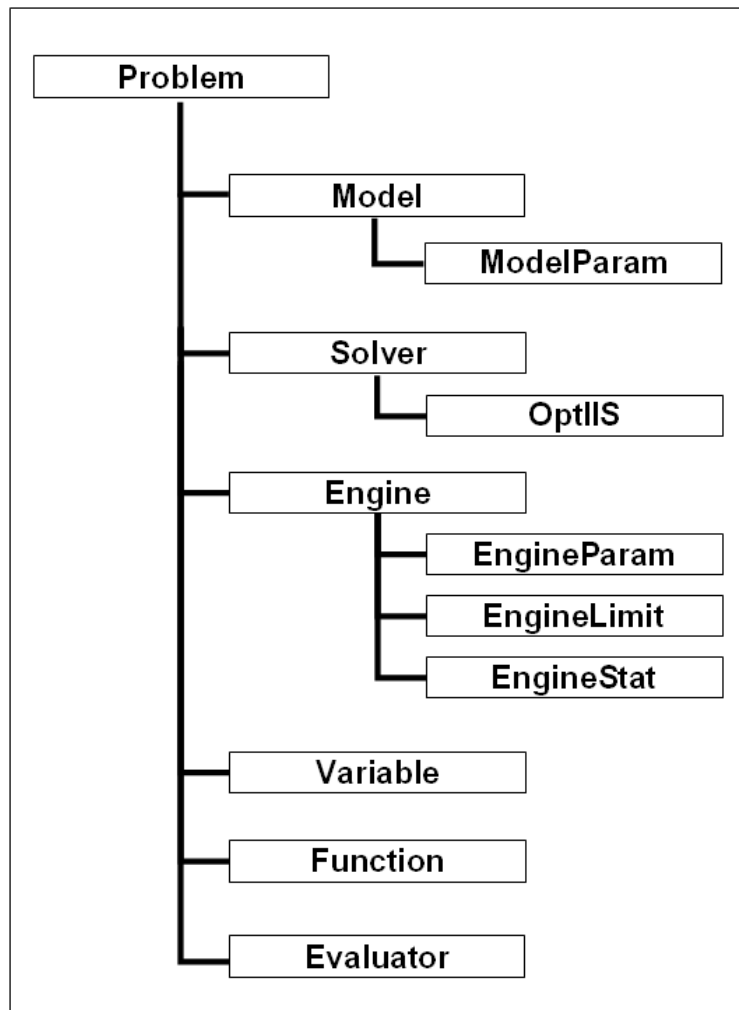 Problem
Model
ModelParam
Solver
OptIIS
Engine
EngineParam
EngineLimit
EngineStat
Variable
Function
Evaluator